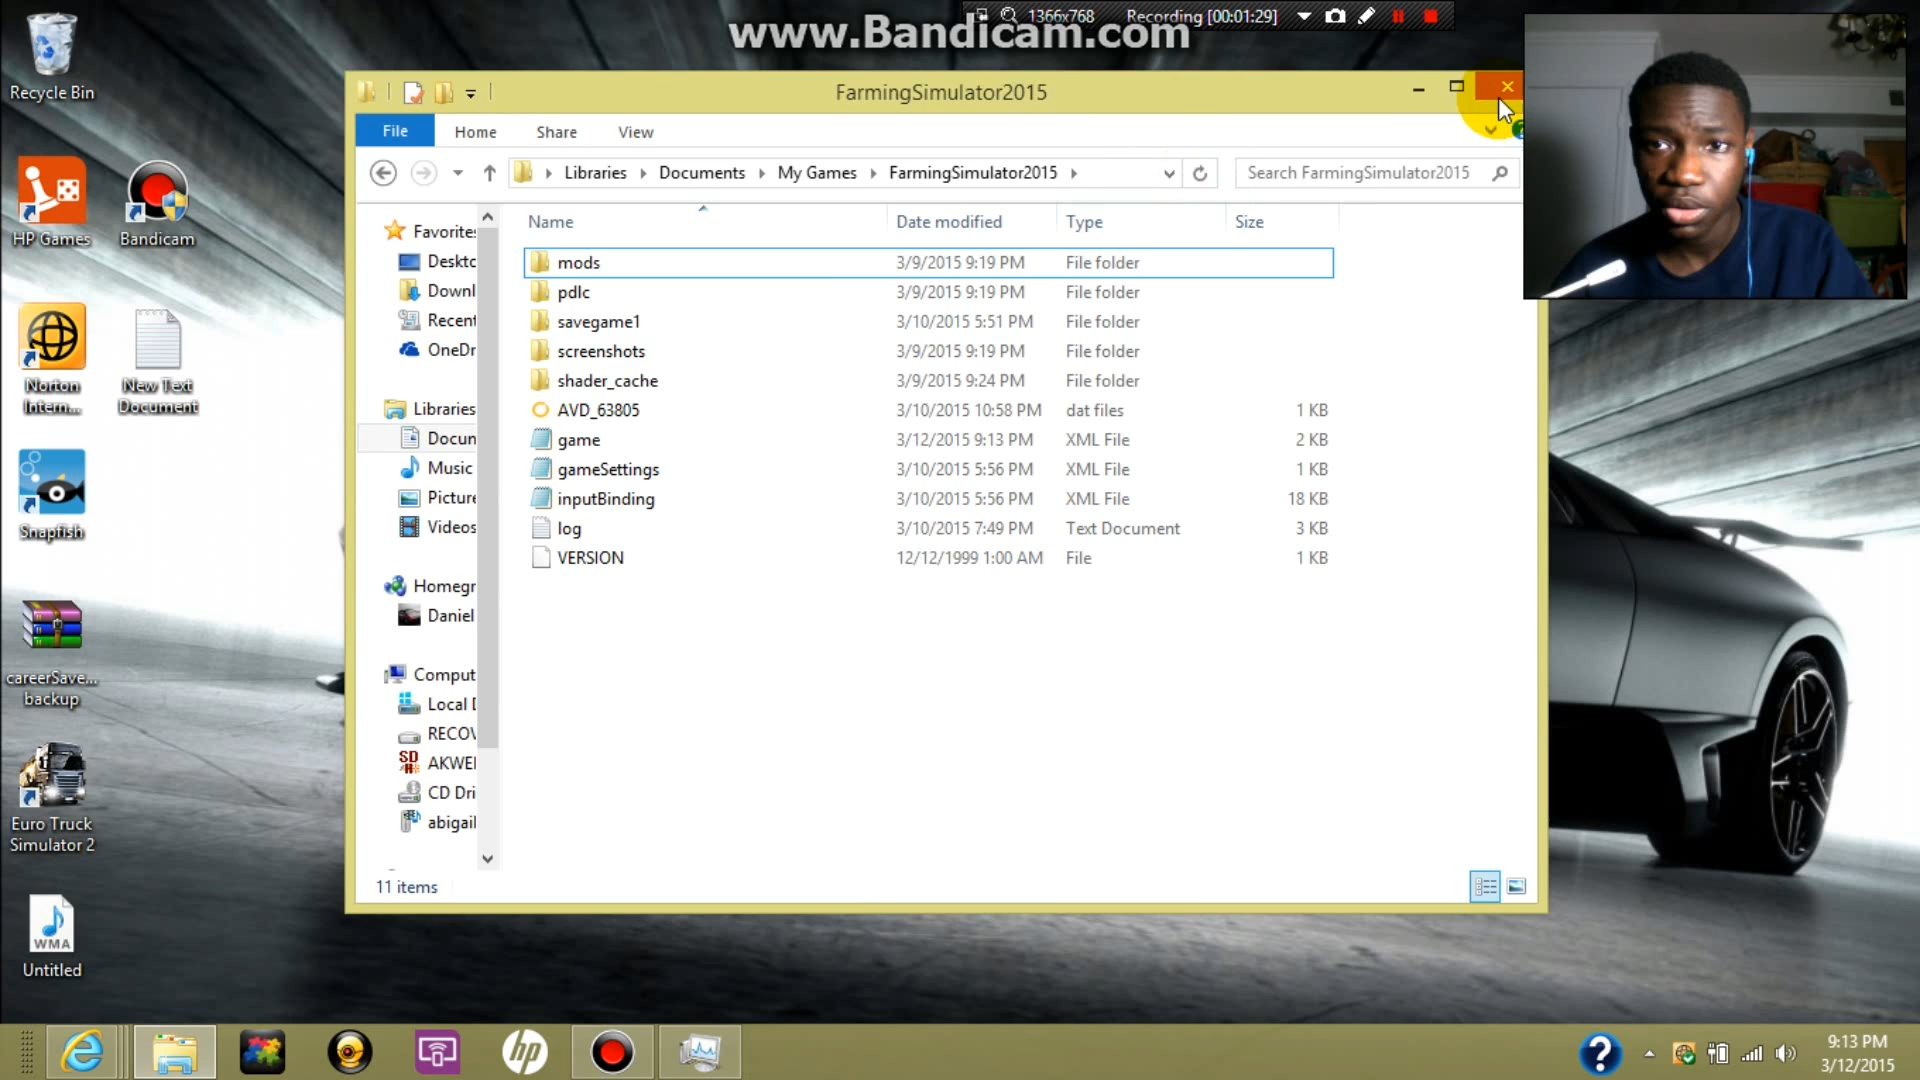 1366x768 Recording [00:01:29]
www.Bandicam.com
Recycle Bin
HP Games
Bandicam
Norton
Intern...
New Text
Document
Snapfish
careerSave...
backup
Euro Truck
Simulator 2
WMA
Untitled
FarmingSimulator2015
File Home Share View
Libraries Documents My Games FarmingSimulator2015
Search FarmingSimulator2015
Name Date modified Type Size
mods 3/9/2015 9:19 PM File folder
pdlc 3/9/2015 9:19 PM File folder
savegame1 3/10/2015 5:51 PM File folder
screenshots 3/9/2015 9:19 PM File folder
shader_cache 3/9/2015 9:24 PM File folder
AVD_63805 3/10/2015 10:58 PM dat files 1 KB
game 3/12/2015 9:13 PM XML File 2 KB
gameSettings 3/10/2015 5:56 PM XML File 1 KB
inputBinding 3/10/2015 5:56 PM XML File 18 KB
log 3/10/2015 7:49 PM Text Document 3 KB
VERSION 12/12/1999 1:00 AM File 1 KB
Favorites
Deskto
Downl
Recent
OneDr
Libraries
Docun
Music
Picture
Videos
Homegr
Daniel
Comput
Local D
RECOV
SD
AKWEI
CD Dri
abigail
11 items
hp
?
9:13 PM
3/12/2015